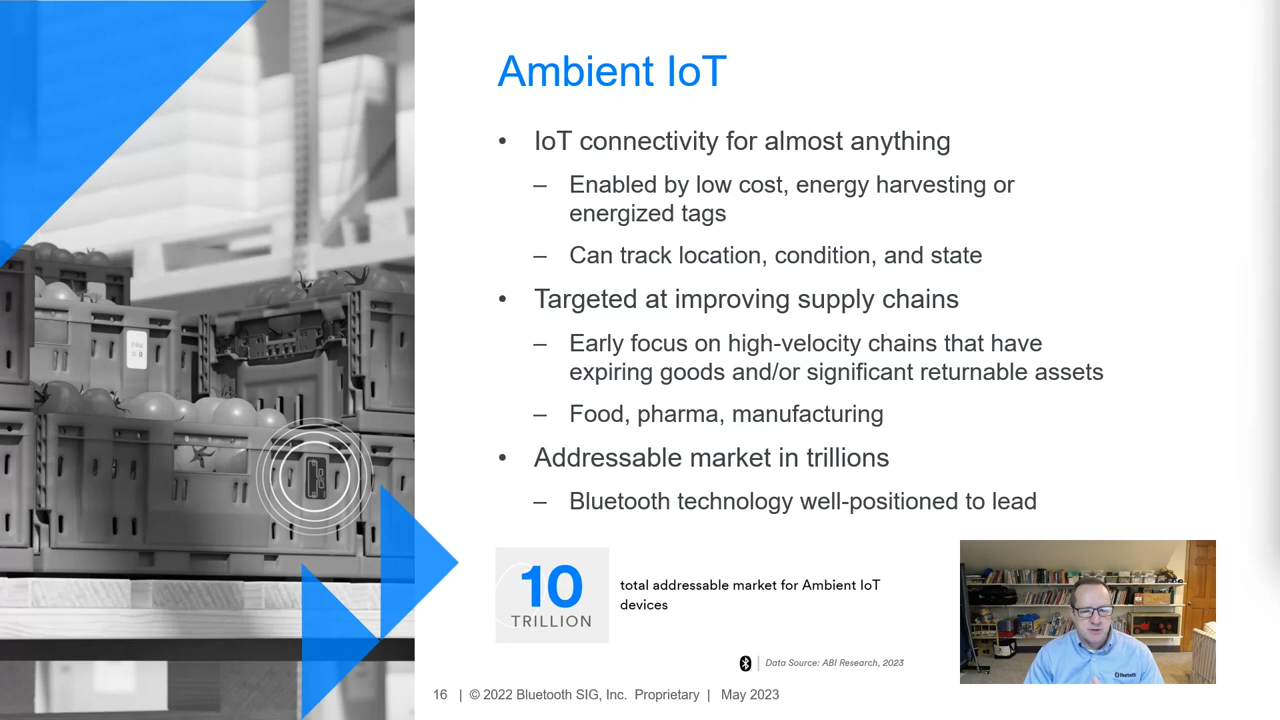 Ambient IoT
• IoT connectivity for almost anything
– Enabled by low cost, energy harvesting or
energized tags
– Can track location, condition, and state
• Targeted at improving supply chains
– Early focus on high-velocity chains that have
expiring goods and/or significant returnable assets
– Food, pharma, manufacturing
• Addressable market in trillions
– Bluetooth technology well-positioned to lead
10
TRILLION
total addressable market for Ambient IoT
devices
Data Source: ABI Research, 2023
Bluetooth
16 | © 2022 Bluetooth SIG, Inc. Proprietary | May 2023